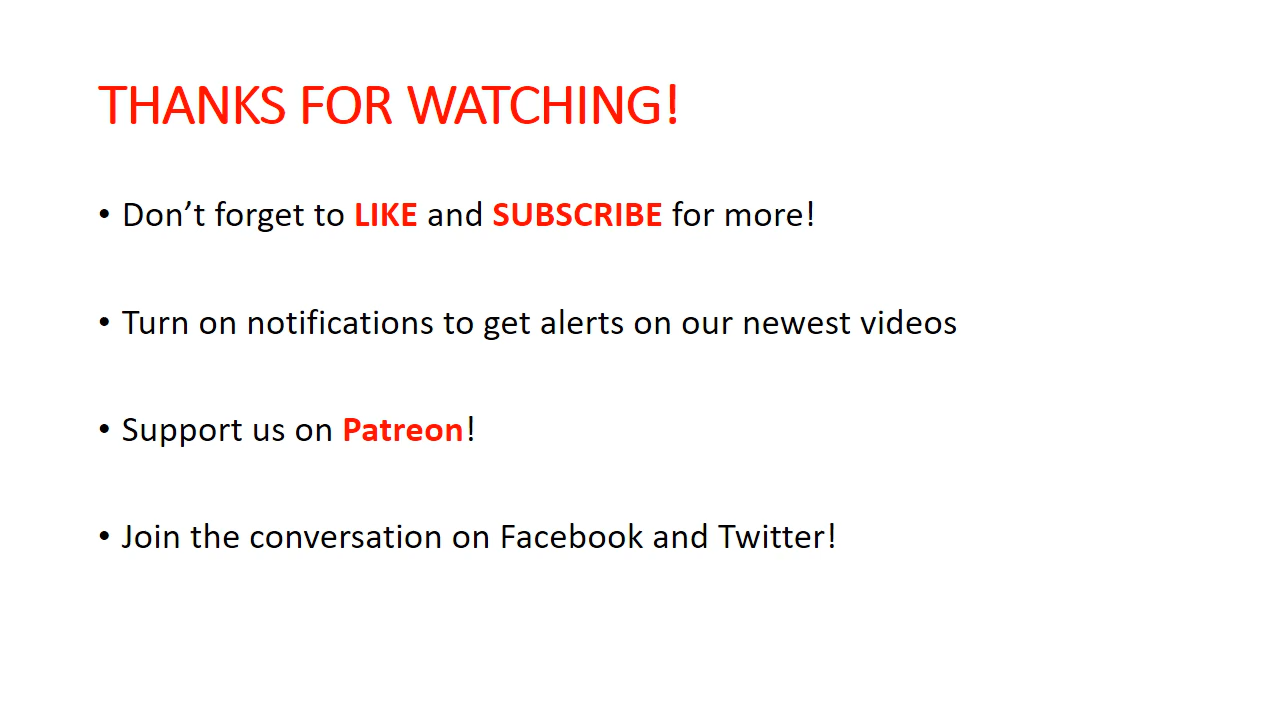 THANKS FOR WATCHING!
• Don’t forget to LIKE and SUBSCRIBE for more!
• Turn on notifications to get alerts on our newest videos
• Support us on Patreon!
• Join the conversation on Facebook and Twitter!